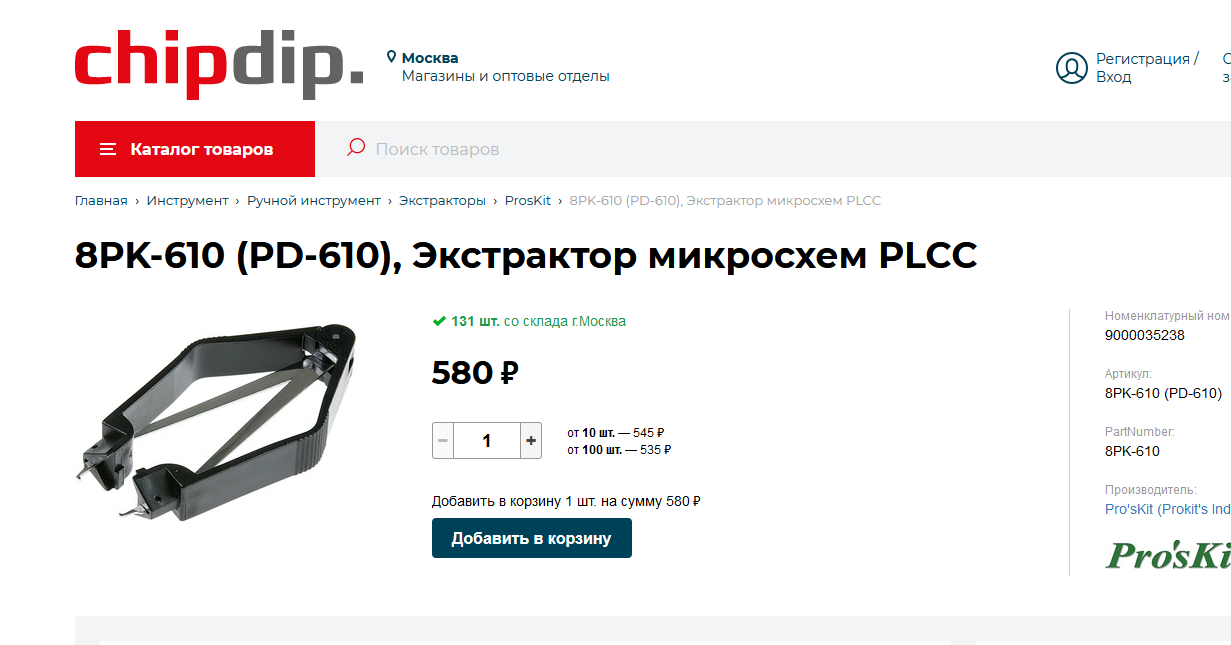 chipdip.
Москва
Магазины и оптовые отделы
Регистрация /
Вход
Каталог товаров
Поиск товаров
Главная › Инструмент › Ручной инструмент › Экстракторы › ProsKit › 8PK-610 (PD-610), Экстрактор микросхем PLCC
8PK-610 (PD-610), Экстрактор микросхем PLCC
131 шт. со склада г.Москва
580 ₽
− 1 +
от 10 шт. — 545 ₽
от 100 шт. — 535 ₽
Добавить в корзину 1 шт. на сумму 580 ₽
Добавить в корзину
Номенклатурный ном
9000035238
Артикул:
8PK-610 (PD-610)
PartNumber:
8PK-610
Производитель:
Pro'sKit (Prokit's Ind
Pro'sKi